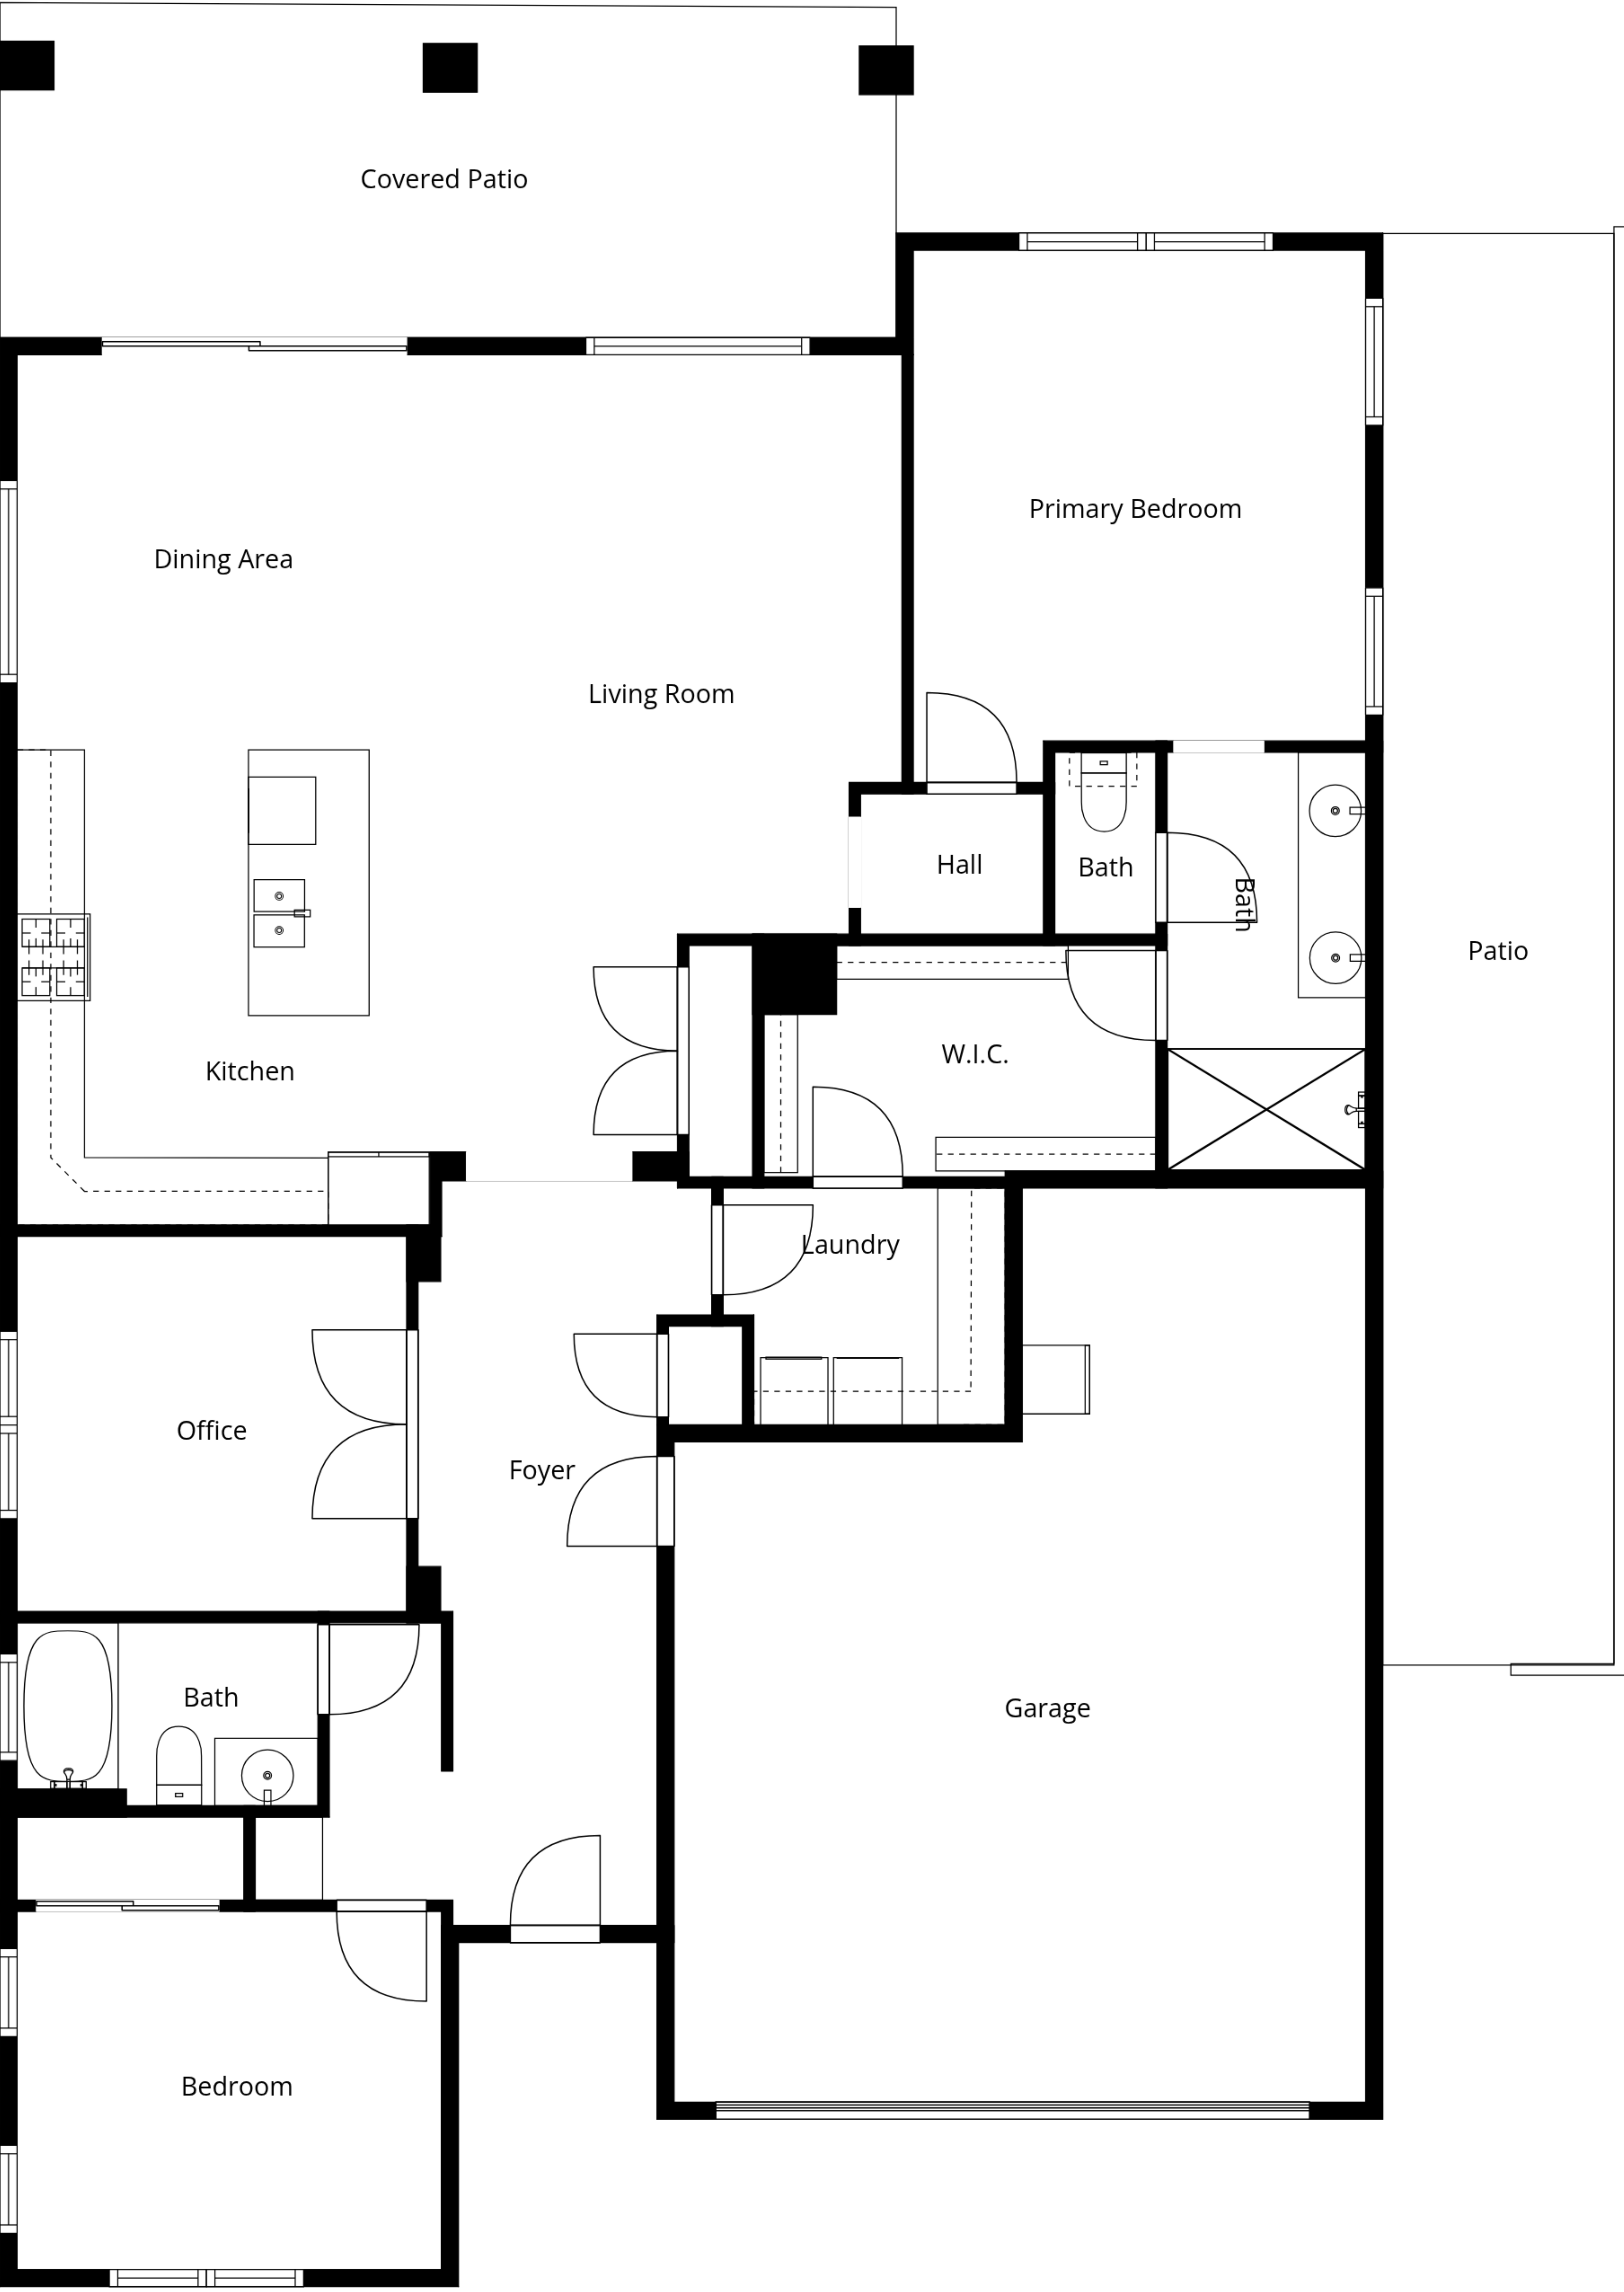 Covered Patio
Primary Bedroom
Dining Area
Living Room
Hall
Bath
Bath
Patio
W.I.C.
Kitchen
Laundry
Office
Foyer
Bath
Garage
Bedroom